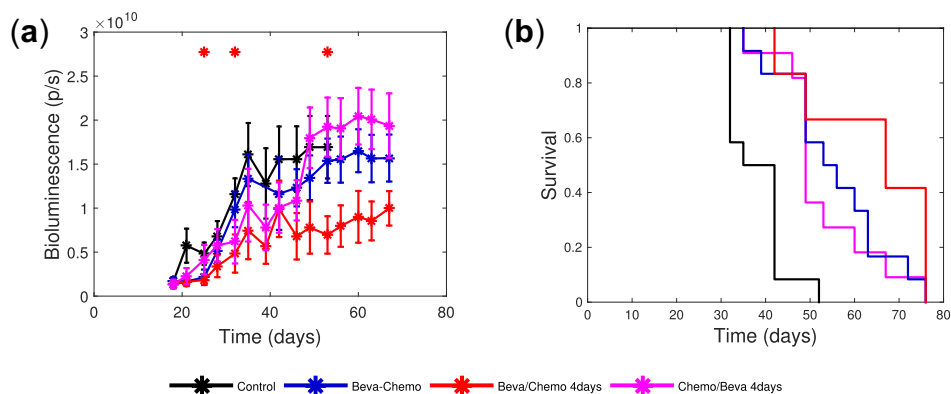 (a)
×10^10
3
2.5
2
1.5
1
0.5
0
0 20 40 60 80
Bioluminescence (p/s)
Time (days)
(b)
1
0.8
0.6
0.4
0.2
0
0 10 20 30 40 50 60 70 80
Survival
Time (days)
Control Beva-Chemo Beva/Chemo 4days Chemo/Beva 4days